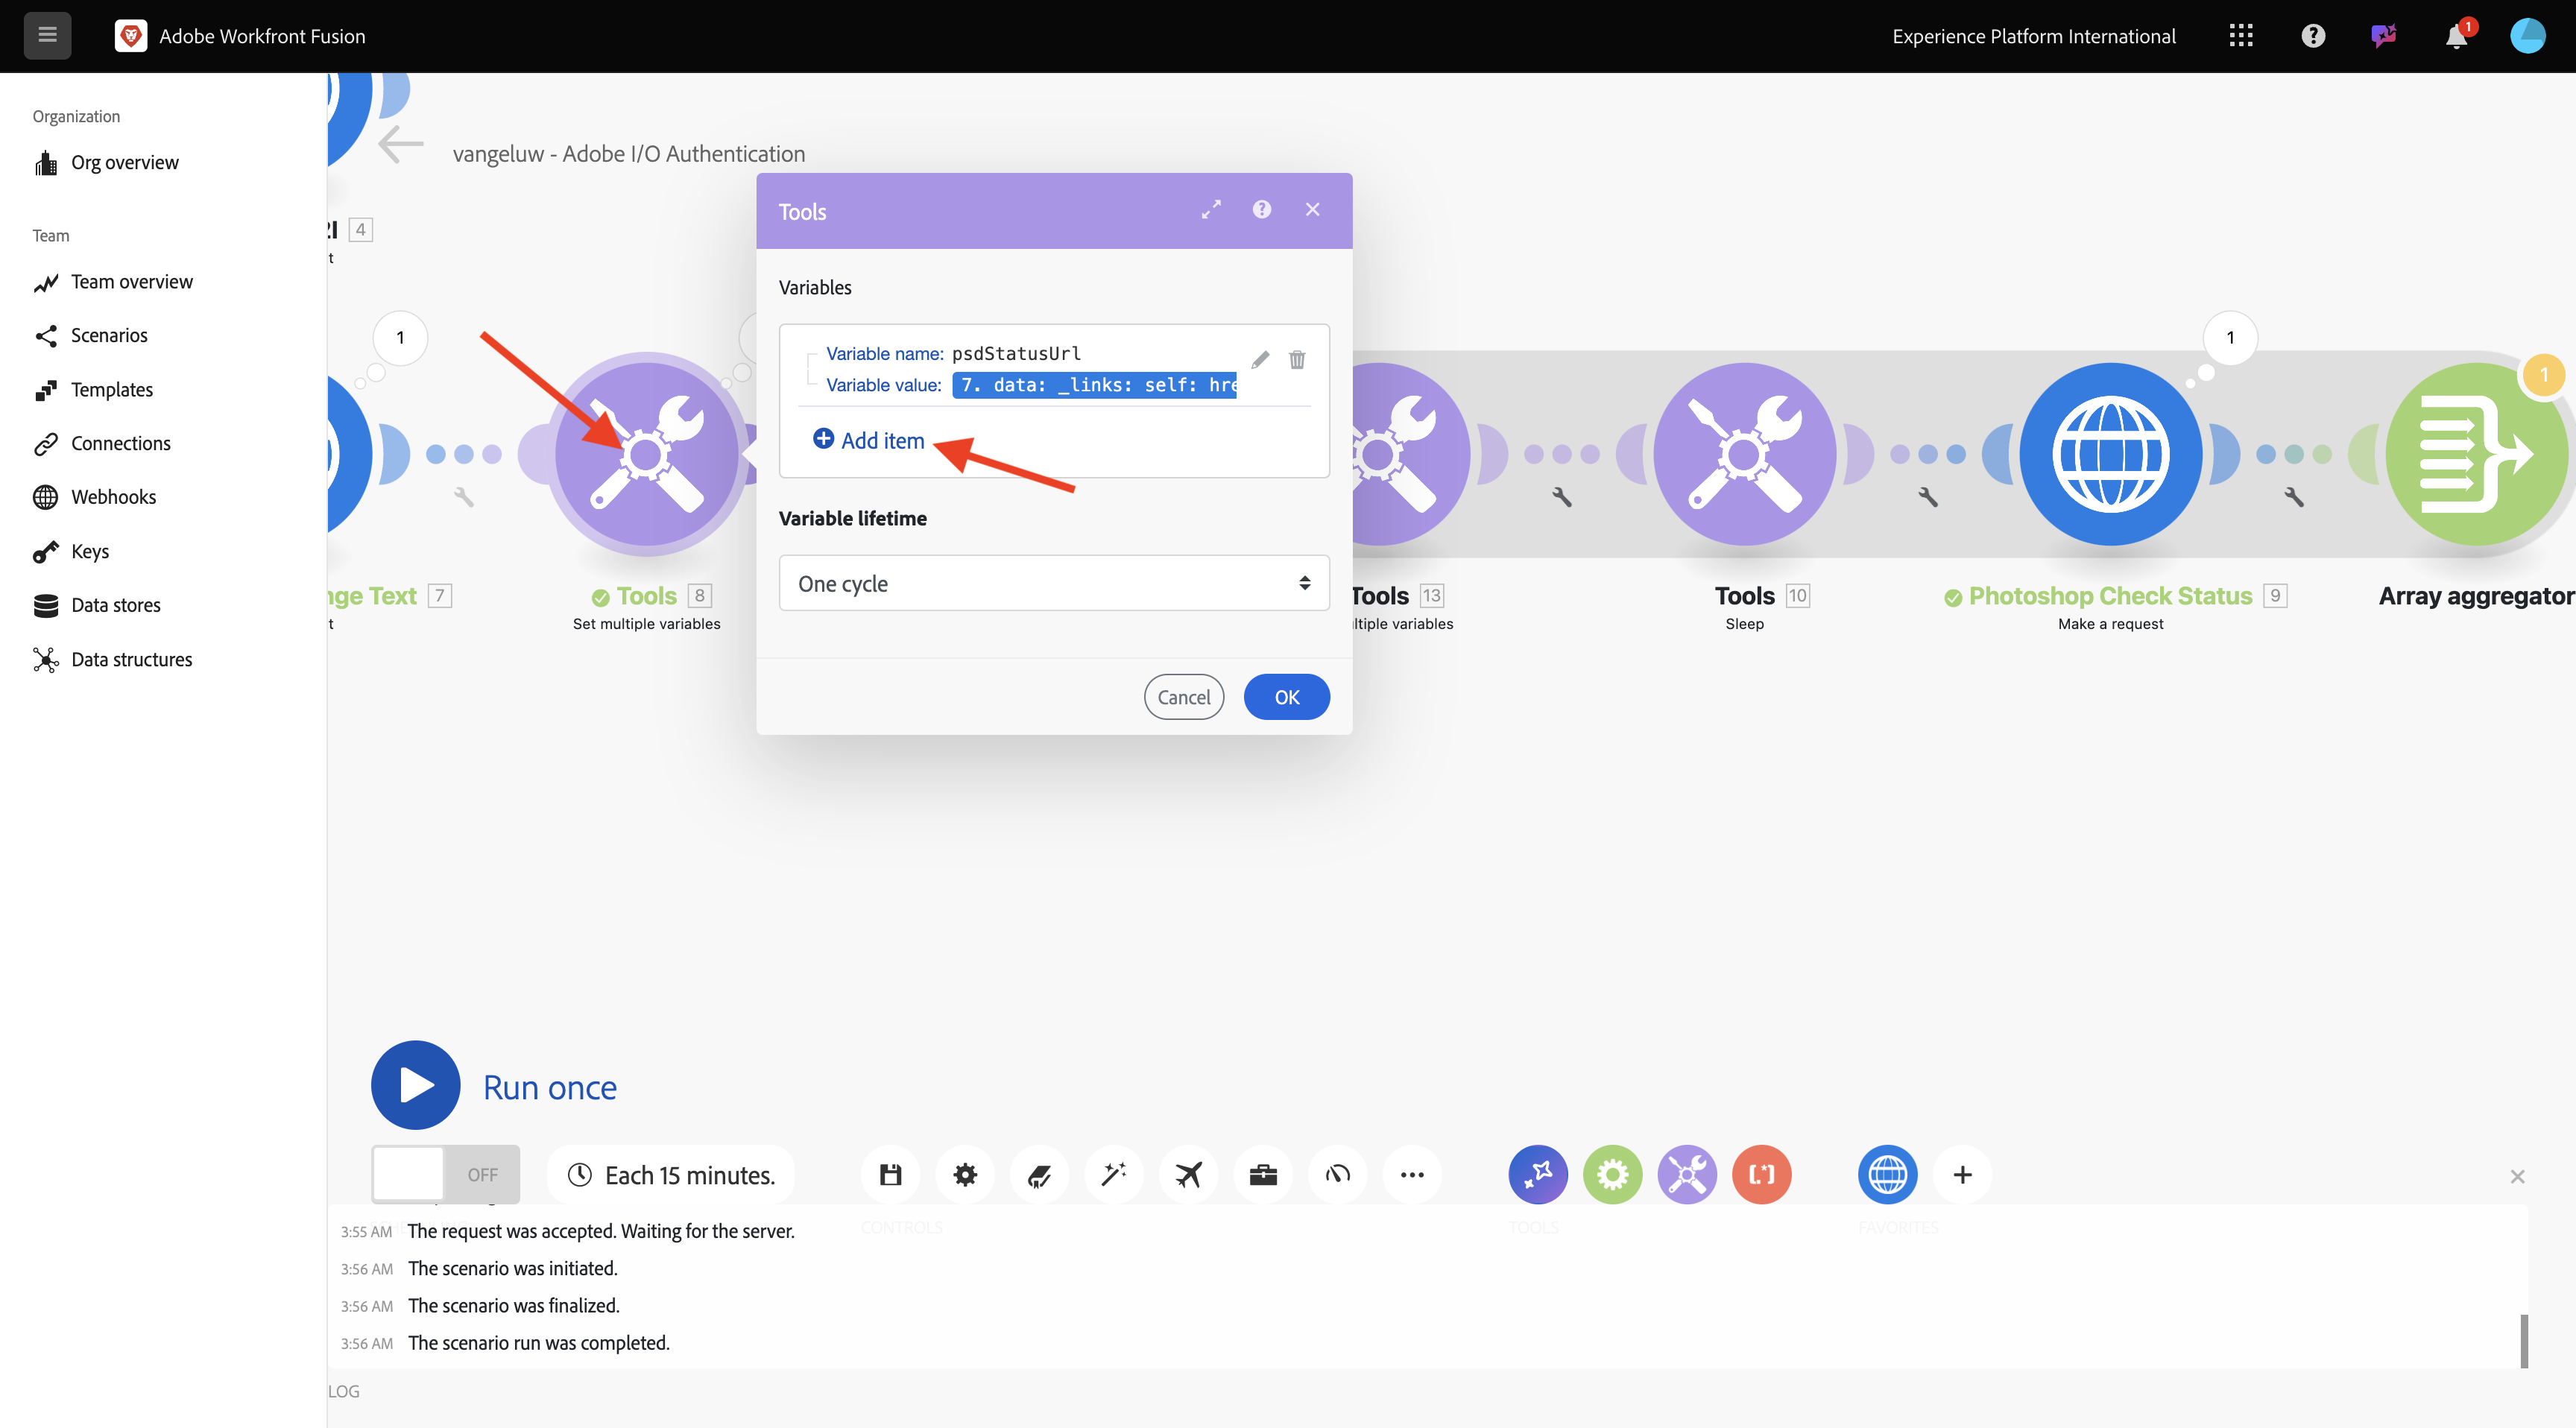 Adobe Workfront Fusion
Experience Platform International
1
Organization
Org overview
Team
Team overview
Scenarios
Templates
Connections
Webhooks
Keys
Data stores
Data structures
vangeluw - Adobe I/O Authentication
4
t
1
nge Text 7
t
Tools 8
Set multiple variables
Tools
Variables
Variable name: psdStatusUrl
Variable value: 7. data: _links: self: hre
Add item
Variable lifetime
One cycle
Cancel
OK
Tools 13
ltiple variables
Tools 10
Sleep
1
Photoshop Check Status 9
Make a request
1
Array aggregator
Run once
OFF
Each 15 minutes.
CONTROLS
TOOLS
FAVORITES
3:55 AM The request was accepted. Waiting for the server.
3:56 AM The scenario was initiated.
3:56 AM The scenario was finalized.
3:56 AM The scenario run was completed.
LOG